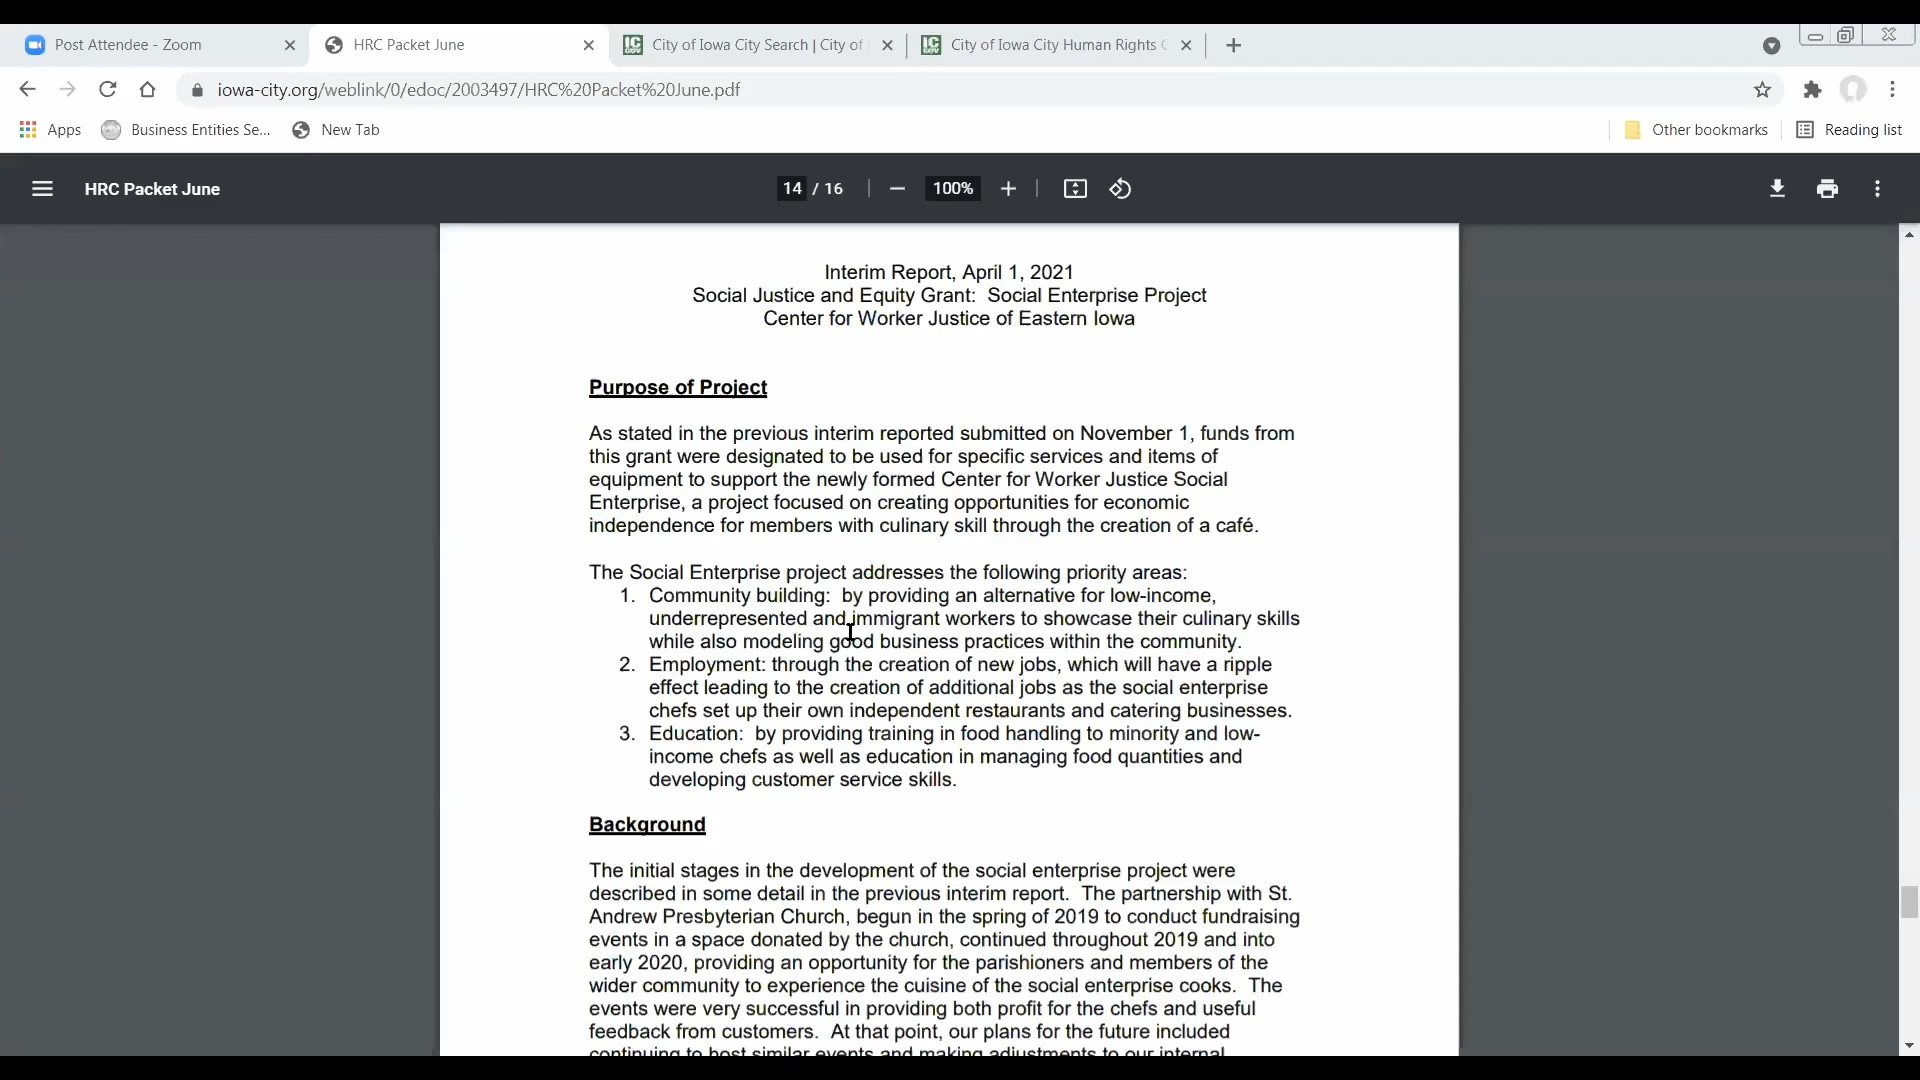 Post Attendee - Zoom
HRC Packet June
City of Iowa City Search | City of
City of Iowa City Human Rights
iowa-city.org/weblink/0/edoc/2003497/HRC%20Packet%20June.pdf
Apps
Business Entities Se...
New Tab
Other bookmarks
Reading list
HRC Packet June
14 / 16
100%
Interim Report, April 1, 2021
Social Justice and Equity Grant:  Social Enterprise Project
Center for Worker Justice of Eastern Iowa
Purpose of Project
As stated in the previous interim reported submitted on November 1, funds from
this grant were designated to be used for specific services and items of
equipment to support the newly formed Center for Worker Justice Social
Enterprise, a project focused on creating opportunities for economic
independence for members with culinary skill through the creation of a café.
The Social Enterprise project addresses the following priority areas:
1. Community building:  by providing an alternative for low-income,
underrepresented and immigrant workers to showcase their culinary skills
while also modeling good business practices within the community.
2. Employment: through the creation of new jobs, which will have a ripple
effect leading to the creation of additional jobs as the social enterprise
chefs set up their own independent restaurants and catering businesses.
3. Education:  by providing training in food handling to minority and low-
income chefs as well as education in managing food quantities and
developing customer service skills.
Background
The initial stages in the development of the social enterprise project were
described in some detail in the previous interim report.  The partnership with St.
Andrew Presbyterian Church, begun in the spring of 2019 to conduct fundraising
events in a space donated by the church, continued throughout 2019 and into
early 2020, providing an opportunity for the parishioners and members of the
wider community to experience the cuisine of the social enterprise cooks.  The
events were very successful in providing both profit for the chefs and useful
feedback from customers.  At that point, our plans for the future included
continuing to host similar events and making adjustments to our internal